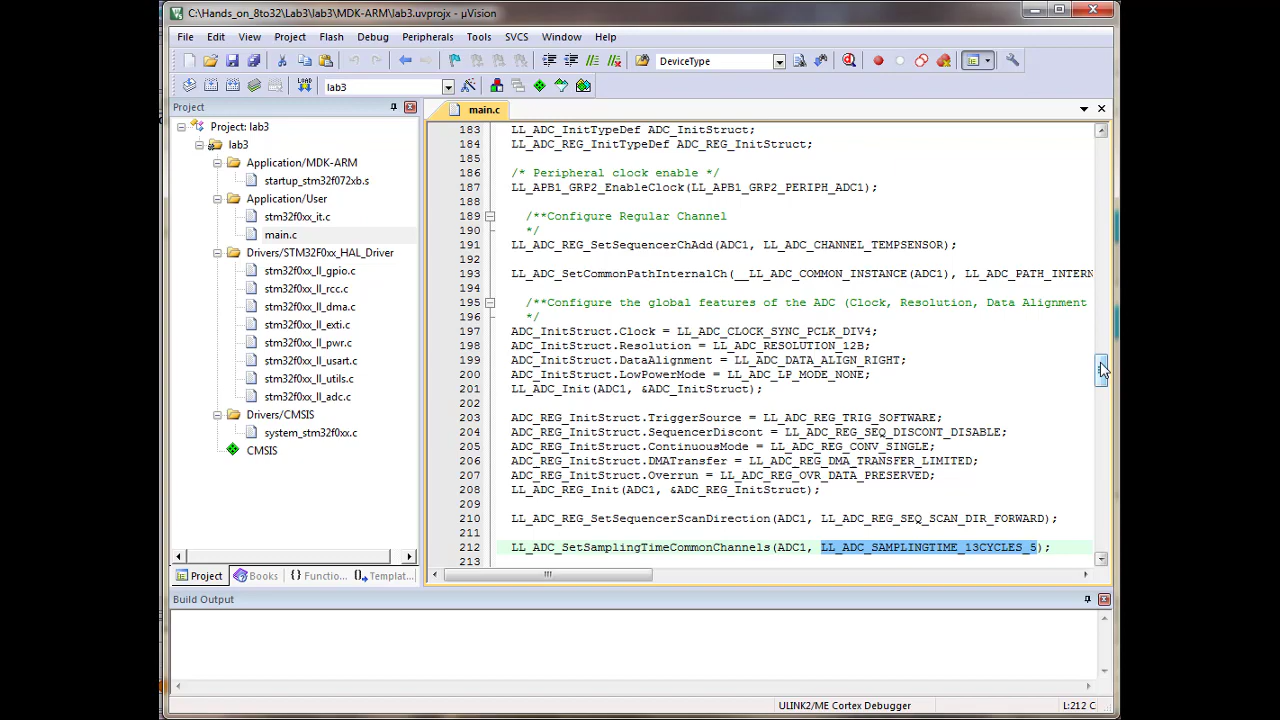 C:\Hands_on_8to32\Lab3\lab3\MDK-ARM\lab3.uvprojx - µVision
File Edit View Project Flash Debug Peripherals Tools SVCS Window Help
DeviceType
LOAD lab3
Project
main.c
Project: lab3
lab3
Application/MDK-ARM
startup_stm32f072xb.s
Application/User
stm32f0xx_it.c
main.c
Drivers/STM32F0xx_HAL_Driver
stm32f0xx_ll_gpio.c
stm32f0xx_ll_rcc.c
stm32f0xx_ll_dma.c
stm32f0xx_ll_exti.c
stm32f0xx_ll_pwr.c
stm32f0xx_ll_usart.c
stm32f0xx_ll_utils.c
stm32f0xx_ll_adc.c
Drivers/CMSIS
system_stm32f0xx.c
CMSIS
Project Books Functio... Templat...
183 LL_ADC_InitTypeDef ADC_InitStruct;
184 LL_ADC_REG_InitTypeDef ADC_REG_InitStruct;
185
186 /* Peripheral clock enable */
187 LL_APB1_GRP2_EnableClock(LL_APB1_GRP2_PERIPH_ADC1);
188
189 /**Configure Regular Channel
190 */
191 LL_ADC_REG_SetSequencerChAdd(ADC1, LL_ADC_CHANNEL_TEMPSENSOR);
192
193 LL_ADC_SetCommonPathInternalCh(__LL_ADC_COMMON_INSTANCE(ADC1), LL_ADC_PATH_INTERN
194
195 /**Configure the global features of the ADC (Clock, Resolution, Data Alignment
196 */
197 ADC_InitStruct.Clock = LL_ADC_CLOCK_SYNC_PCLK_DIV4;
198 ADC_InitStruct.Resolution = LL_ADC_RESOLUTION_12B;
199 ADC_InitStruct.DataAlignment = LL_ADC_DATA_ALIGN_RIGHT;
200 ADC_InitStruct.LowPowerMode = LL_ADC_LP_MODE_NONE;
201 LL_ADC_Init(ADC1, &ADC_InitStruct);
202
203 ADC_REG_InitStruct.TriggerSource = LL_ADC_REG_TRIG_SOFTWARE;
204 ADC_REG_InitStruct.SequencerDiscont = LL_ADC_REG_SEQ_DISCONT_DISABLE;
205 ADC_REG_InitStruct.ContinuousMode = LL_ADC_REG_CONV_SINGLE;
206 ADC_REG_InitStruct.DMATransfer = LL_ADC_REG_DMA_TRANSFER_LIMITED;
207 ADC_REG_InitStruct.Overrun = LL_ADC_REG_OVR_DATA_PRESERVED;
208 LL_ADC_REG_Init(ADC1, &ADC_REG_InitStruct);
209
210 LL_ADC_REG_SetSequencerScanDirection(ADC1, LL_ADC_REG_SEQ_SCAN_DIR_FORWARD);
211
212 LL_ADC_SetSamplingTimeCommonChannels(ADC1, LL_ADC_SAMPLINGTIME_13CYCLES_5);
213
Build Output
ULINK2/ME Cortex Debugger L:212 C